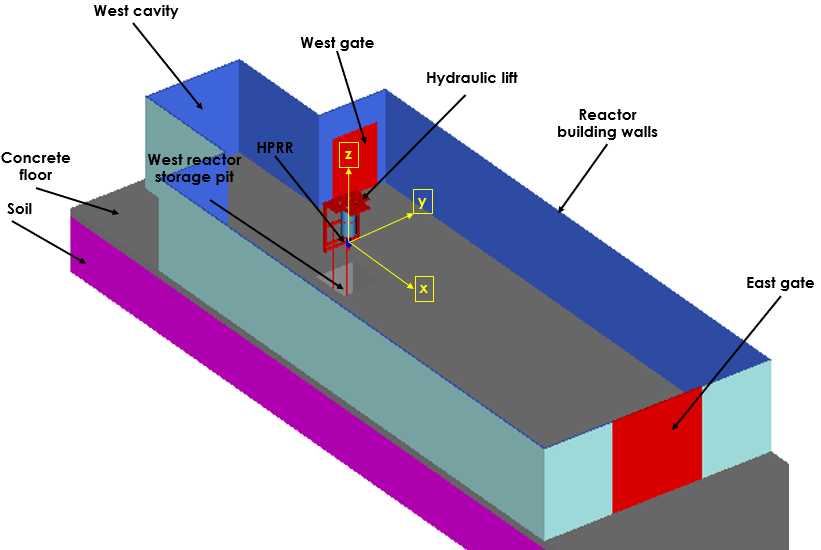 West cavity
West gate
Hydraulic lift
Reactor
building walls
Concrete
floor
West reactor
storage pit
HPRR
z
Soil
y
x
East gate